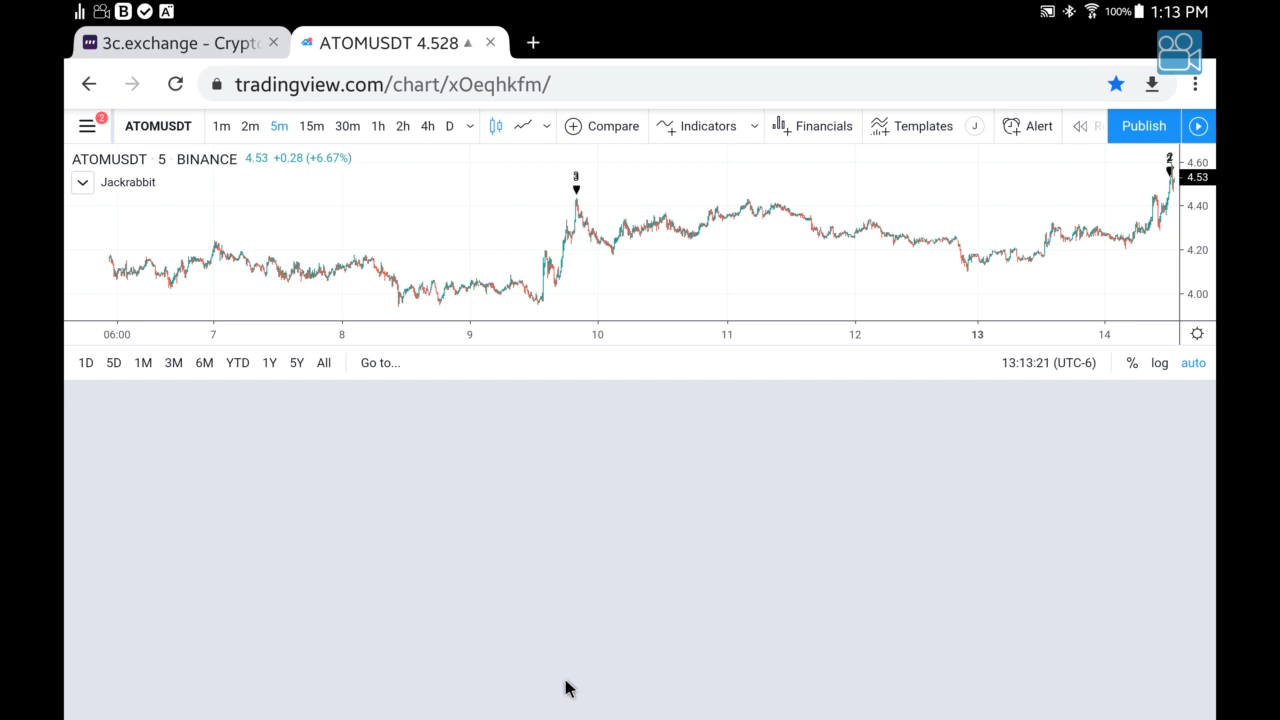 B A 100% 1:13 PM
3c.exchange - Crypto × ATOMUSDT 4.528 ▲ × +
tradingview.com/chart/xOeqhkfm/
2 ATOMUSDT 1m 2m 5m 15m 30m 1h 2h 4h D Compare Indicators Financials Templates J Alert Publish
ATOMUSDT · 5 · BINANCE 4.53 +0.28 (+6.67%)
Jackrabbit
3
4.60
4.53
4.40
4.20
4.00
06:00 7 8 9 10 11 12 13 14
1D 5D 1M 3M 6M YTD 1Y 5Y All Go to... 13:13:21 (UTC-6) % log auto